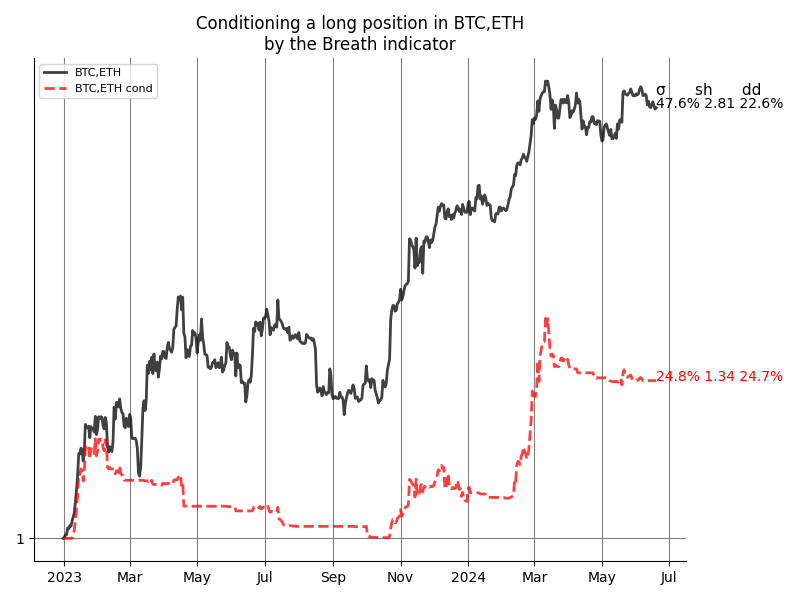 Conditioning a long position in BTC,ETH
by the Breath indicator
BTC,ETH
BTC,ETH cond
σ sh dd
47.6% 2.81 22.6%
24.8% 1.34 24.7%
1
2023 Mar May Jul Sep Nov 2024 Mar May Jul